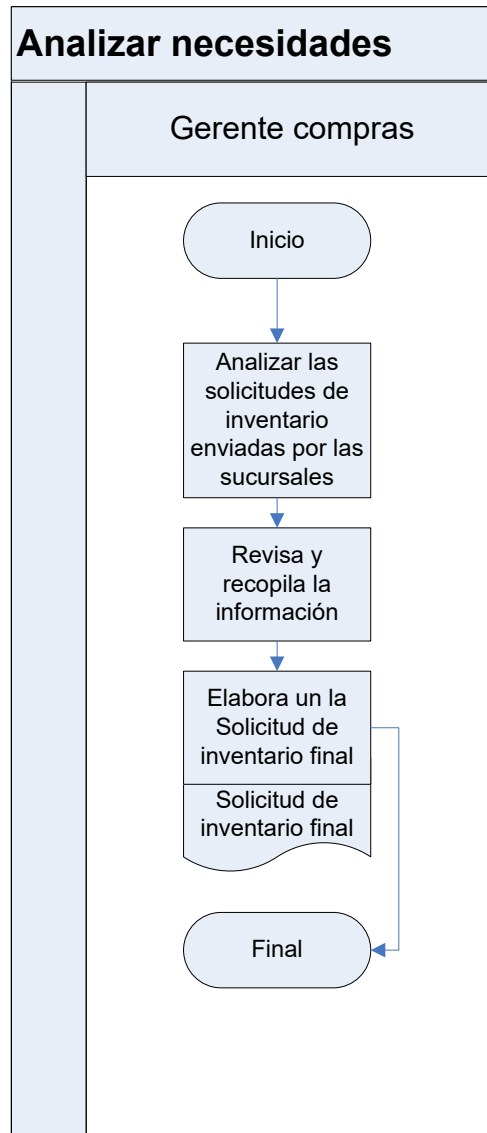 Analizar necesidades
Gerente compras
Inicio
Analizar las
solicitudes de
inventario
enviadas por las
sucursales
Revisa y
recopila la
información
Elabora un la
Solicitud de
inventario final
Solicitud de
inventario final
Final